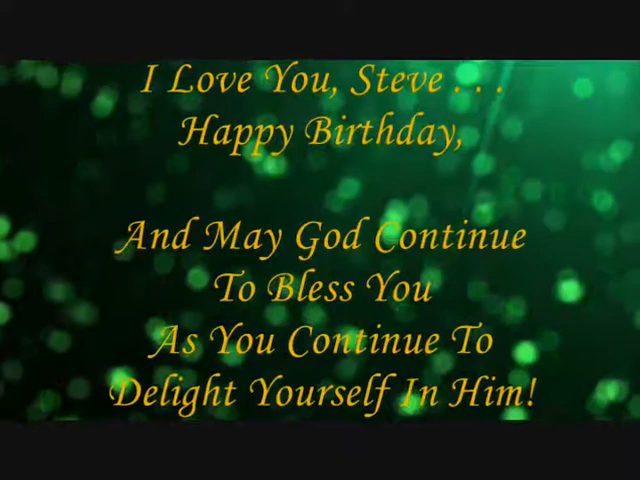 I Love You, Steve . . .
Happy Birthday,
And May God Continue
To Bless You
As You Continue To
Delight Yourself In Him!